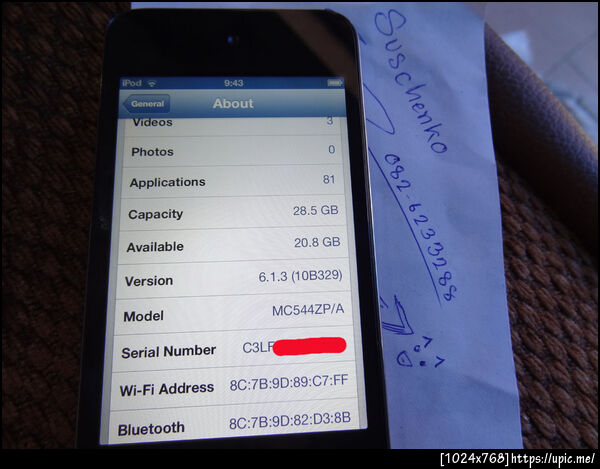 iPod 9:43
General About
Videos 3
Photos 0
Applications 81
Capacity 28.5 GB
Available 20.8 GB
Version 6.1.3 (10B329)
Model MC544ZP/A
Serial Number C3LF
Wi-Fi Address 8C:7B:9D:89:C7:FF
Bluetooth 8C:7B:9D:82:D3:8B
Suschenko
082-6233288
[1024x768]https://upic.me/